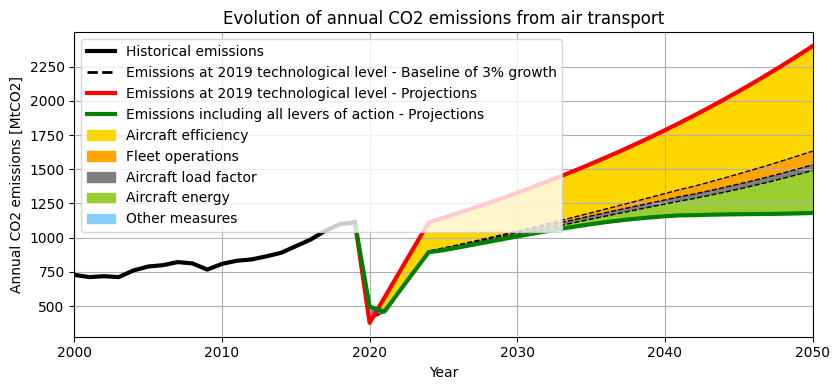 Evolution of annual CO2 emissions from air transport
Annual CO2 emissions [MtCO2]
2250
2000
1750
1500
1250
1000
750
500
Historical emissions
Emissions at 2019 technological level - Baseline of 3% growth
Emissions at 2019 technological level - Projections
Emissions including all levers of action - Projections
Aircraft efficiency
Fleet operations
Aircraft load factor
Aircraft energy
Other measures
2000 2010 2020 2030 2040 2050
Year